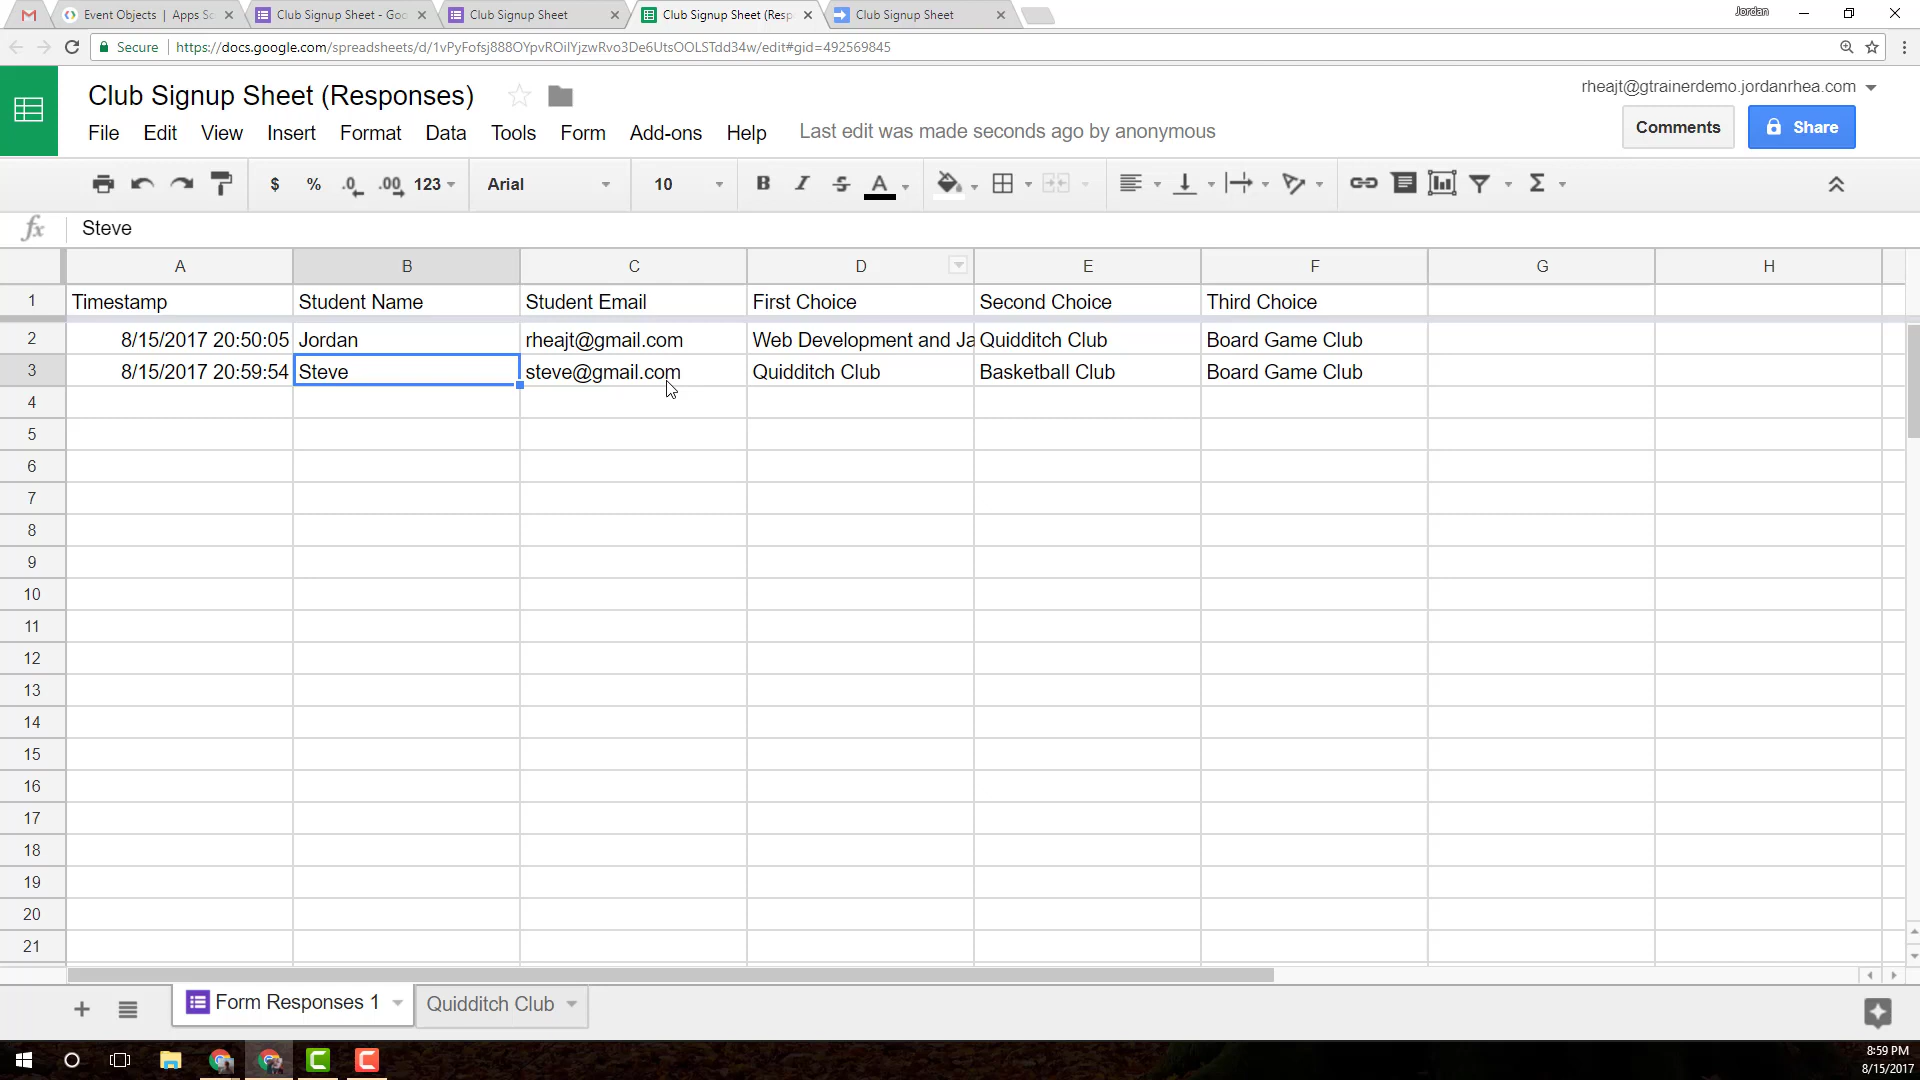 Event Objects | Apps Sc
Club Signup Sheet - Goo
Club Signup Sheet
Club Signup Sheet (Resp
Club Signup Sheet
Jordan
Secure
https://docs.google.com/spreadsheets/d/1vPyFofsj888OYpvROilYjzwRvo3De6UtsOOLSTdd34w/edit#gid=492569845
Club Signup Sheet (Responses)
rheajt@gtrainerdemo.jordanrhea.com
File Edit View Insert Format Data Tools Form Add-ons Help
Last edit was made seconds ago by anonymous
Comments
Share
$ % .0 .00 123 Arial 10 B I S A Σ
fx Steve
A B C D E F G H
1 Timestamp Student Name Student Email First Choice Second Choice Third Choice
2 8/15/2017 20:50:05 Jordan rheajt@gmail.com Web Development and Ja Quidditch Club Board Game Club
3 8/15/2017 20:59:54 Steve steve@gmail.com Quidditch Club Basketball Club Board Game Club
4
5
6
7
8
9
10
11
12
13
14
15
16
17
18
19
20
21
Form Responses 1
Quidditch Club
8:59 PM
8/15/2017